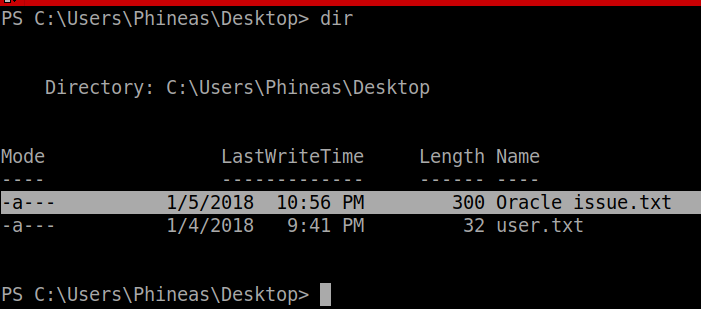 PS C:\Users\Phineas\Desktop> dir
Directory: C:\Users\Phineas\Desktop
Mode LastWriteTime Length Name
---- ------------- ------ ----
-a--- 1/5/2018 10:56 PM 300 Oracle issue.txt
-a--- 1/4/2018 9:41 PM 32 user.txt
PS C:\Users\Phineas\Desktop>